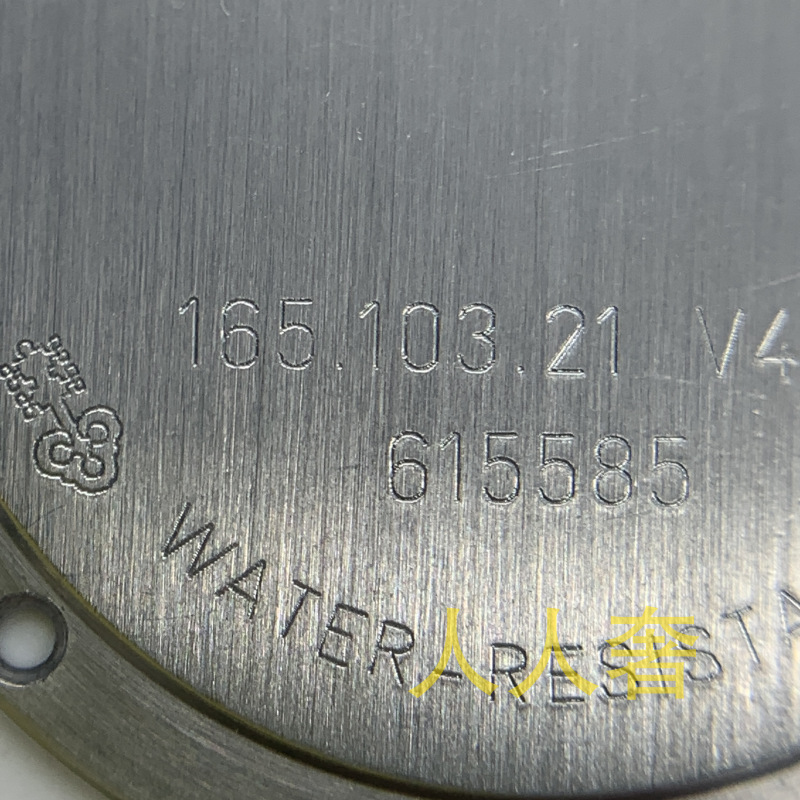 165.103.21 V4
615585
WATER-RESISTA
人人奢